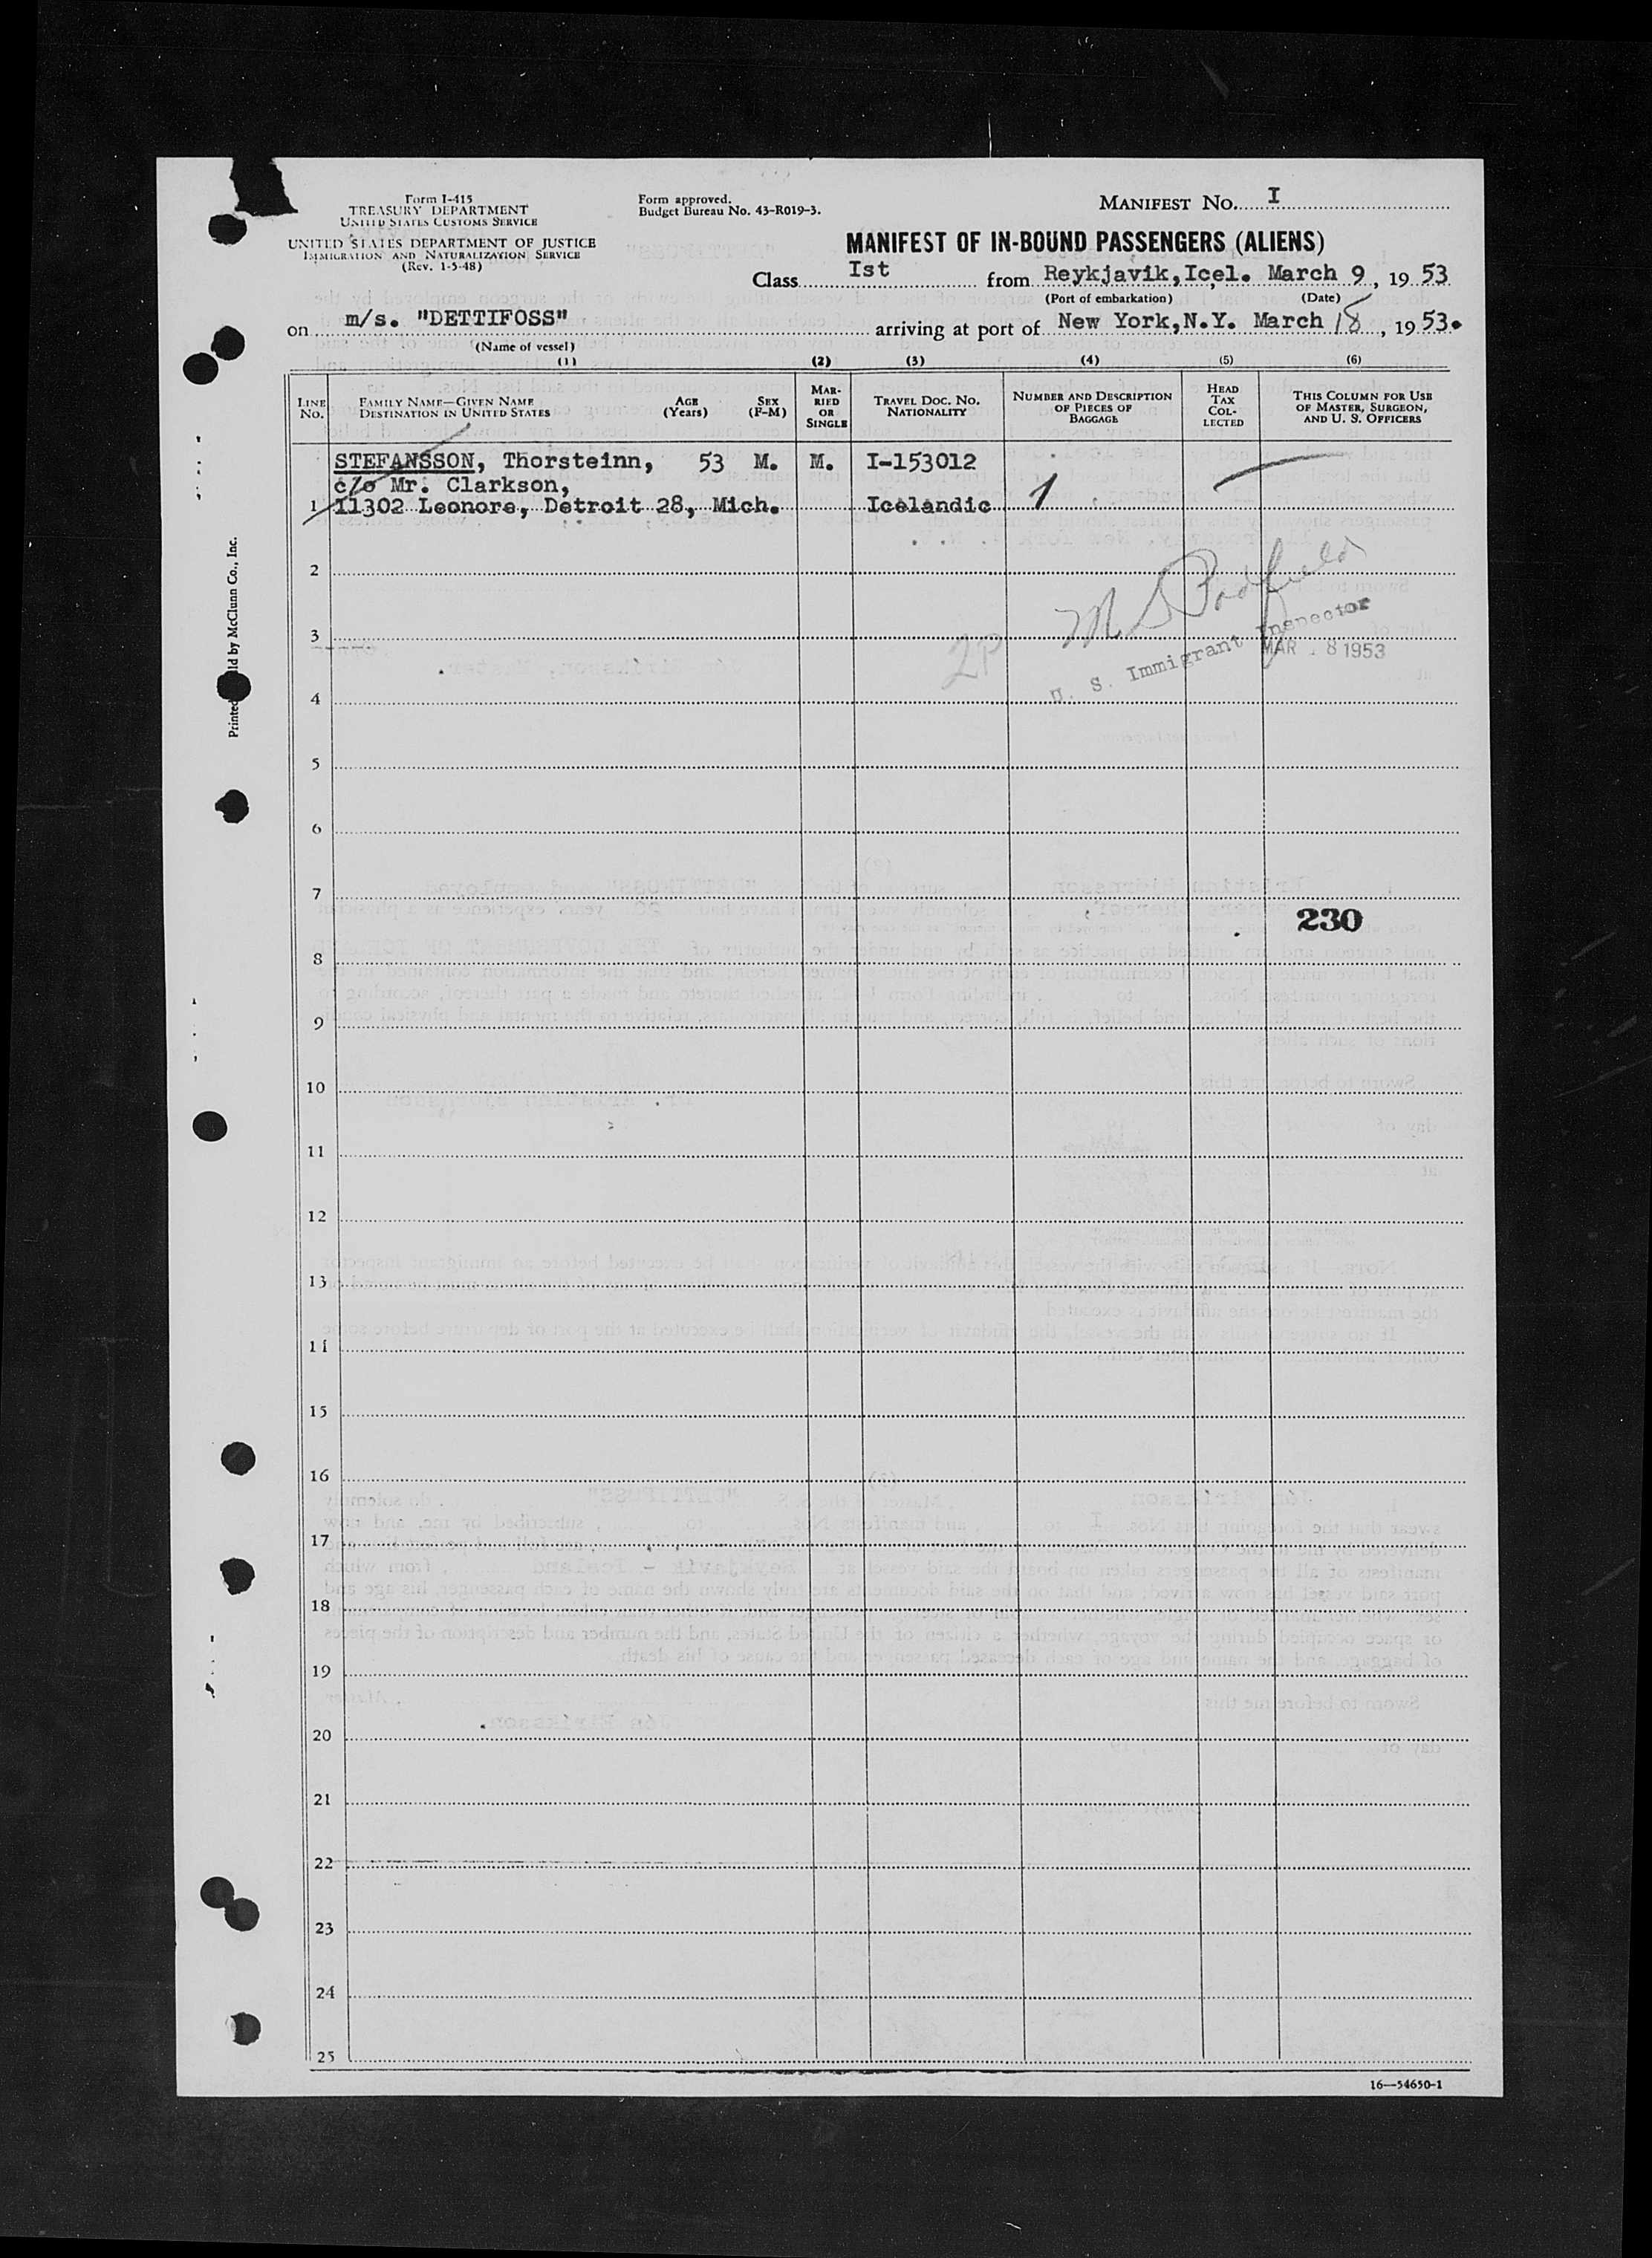 Form I-415
TREASURY DEPARTMENT
UNITED STATES CUSTOMS SERVICE
UNITED STATES DEPARTMENT OF JUSTICE
IMMIGRATION AND NATURALIZATION SERVICE
(Rev. 1-5-48)
Form approved.
Budget Bureau No. 43-R019-3.
MANIFEST NO. I
MANIFEST OF IN-BOUND PASSENGERS (ALIENS)
Class Ist from Reykjavik, Icel. March 9, 19 53
(Port of embarkation) (Date)
on m/s. "DETTIFOSS" arriving at port of New York, N.Y. March 18, 19 53.
(Name of vessel)
(1) (2) (3) (4) (5) (6)
LINE No. FAMILY NAME—GIVEN NAME DESTINATION IN UNITED STATES AGE (Years) SEX (F-M) MARRIED OR SINGLE TRAVEL DOC. NO. NATIONALITY NUMBER AND DESCRIPTION OF PIECES OF BAGGAGE HEAD TAX COLLECTED THIS COLUMN FOR USE OF MASTER, SURGEON, AND U. S. OFFICERS
STEFANSSON, Thorsteinn, 53 M. M. I-153012
c/o Mr. Clarkson,
1 11302 Leonore, Detroit 28, Mich. Icelandic 1
2
M S Padfield
3
2P
U. S. Immigrant Inspector
MAR 8 1953
4
5
6
7
230
8
9
10
11
12
13
14
15
16
17
18
19
20
21
22
23
24
25
16—54650-1
Printed by McClunn Co., Inc.